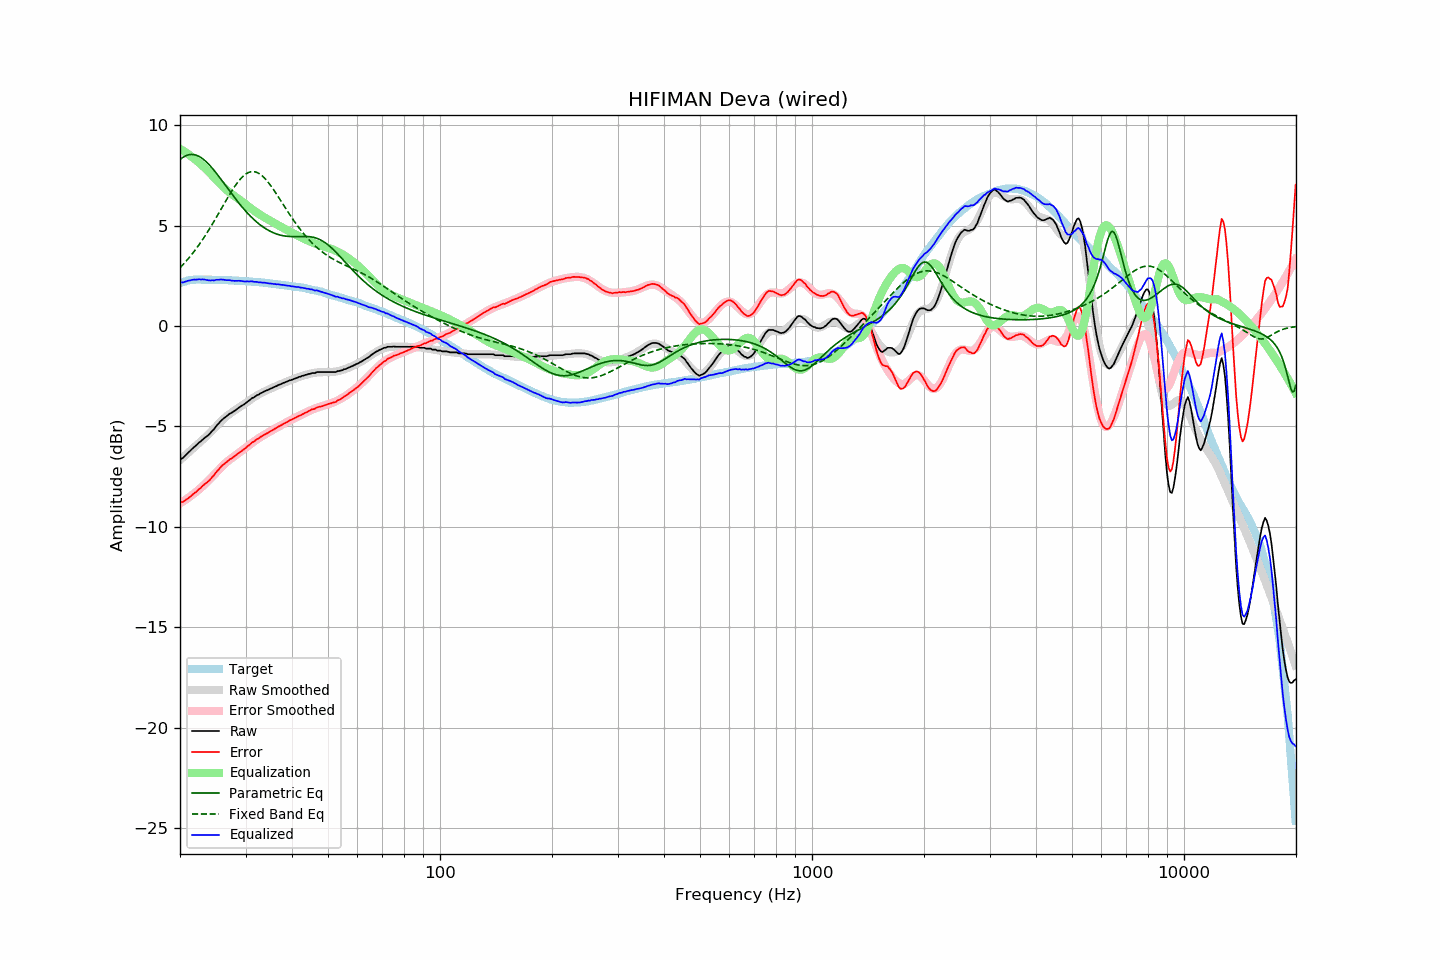 HIFIMAN Deva (wired)
10
5
0
−5
−10
−15
−20
−25
Amplitude (dBr)
Target
Raw Smoothed
Error Smoothed
Raw
Error
Equalization
Parametric Eq
Fixed Band Eq
Equalized
100
1000
10000
Frequency (Hz)